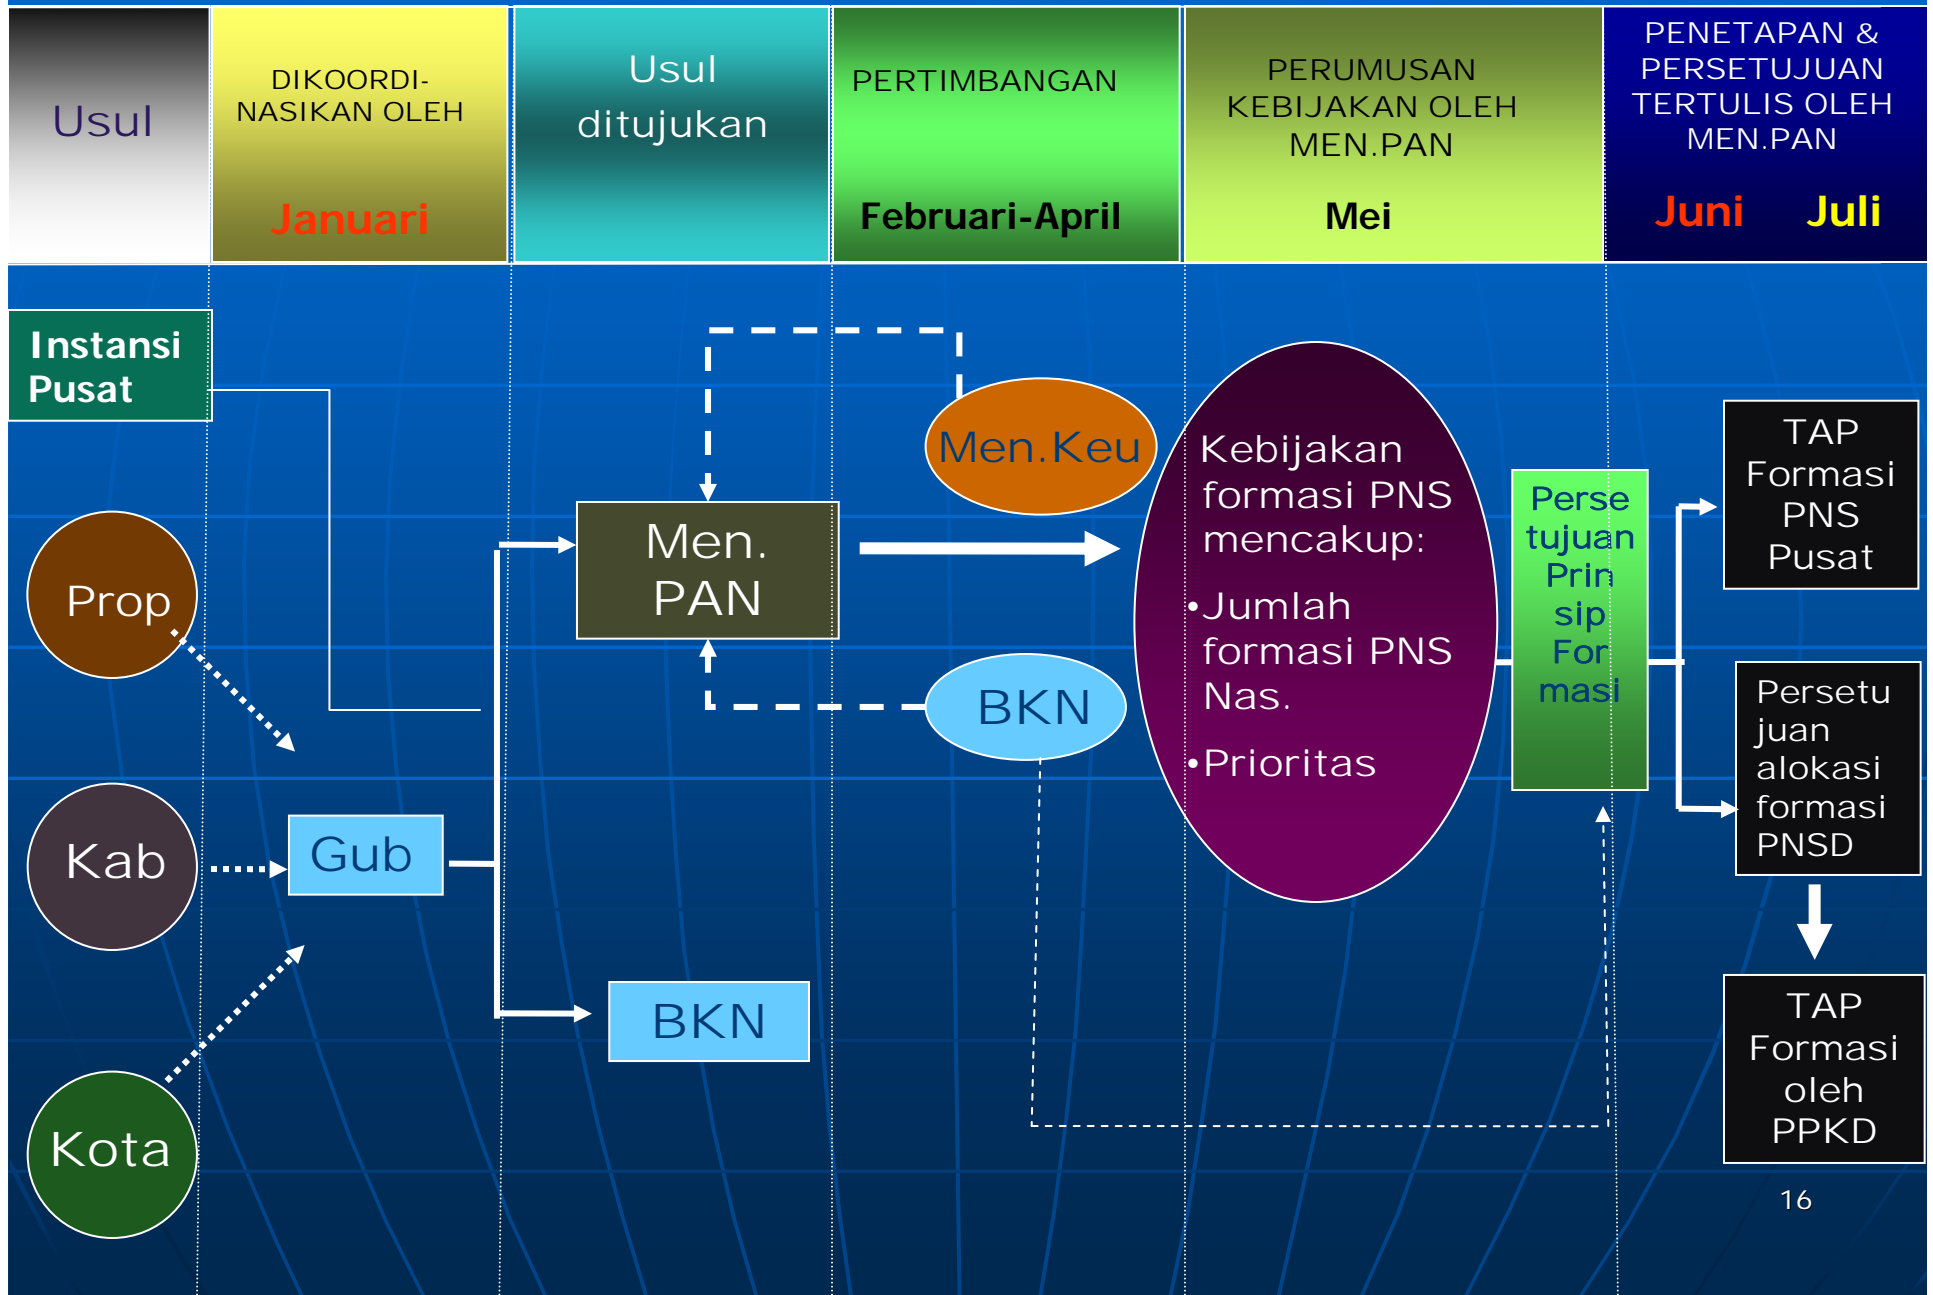 Usul
DIKOORDI-
NASIKAN OLEH
Januari
Usul
ditujukan
PERTIMBANGAN
Februari-April
PERUMUSAN
KEBIJAKAN OLEH
MEN.PAN
Mei
PENETAPAN &
PERSETUJUAN
TERTULIS OLEH
MEN.PAN
Juni Juli
Instansi
Pusat
Prop
Kab
Kota
Gub
Men.
PAN
BKN
Men.Keu
BKN
Kebijakan
formasi PNS
mencakup:
•Jumlah
formasi PNS
Nas.
•Prioritas
Perse
tujuan
Prin
sip
For
masi
TAP
Formasi
PNS
Pusat
Persetu
juan
alokasi
formasi
PNSD
TAP
Formasi
oleh
PPKD
16